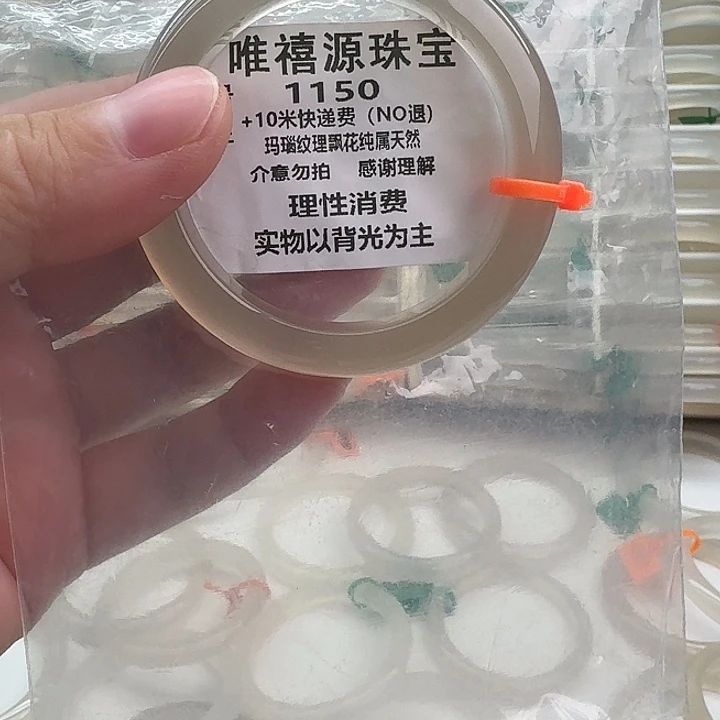 唯禧源珠宝
1150
+10米快递费（NO退)
玛瑙纹理飘花纯属天然
介意勿拍 感谢理解
理性消费
实物以背光为主